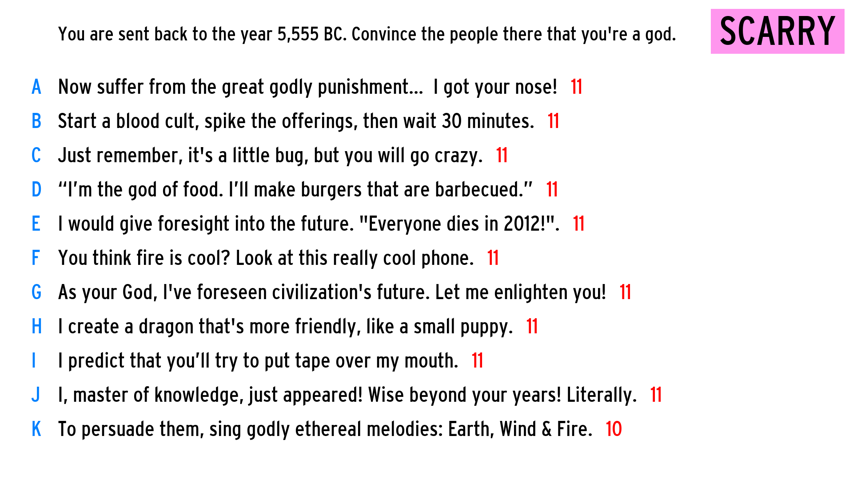 You are sent back to the year 5,555 BC. Convince the people there that you're a god.
SCARRY
A Now suffer from the great godly punishment... I got your nose! 11
B Start a blood cult, spike the offerings, then wait 30 minutes. 11
C Just remember, it's a little bug, but you will go crazy. 11
D “I’m the god of food. I’ll make burgers that are barbecued.” 11
E I would give foresight into the future. "Everyone dies in 2012!". 11
F You think fire is cool? Look at this really cool phone. 11
G As your God, I've foreseen civilization's future. Let me enlighten you! 11
H I create a dragon that's more friendly, like a small puppy. 11
I I predict that you’ll try to put tape over my mouth. 11
J I, master of knowledge, just appeared! Wise beyond your years! Literally. 11
K To persuade them, sing godly ethereal melodies: Earth, Wind & Fire. 10